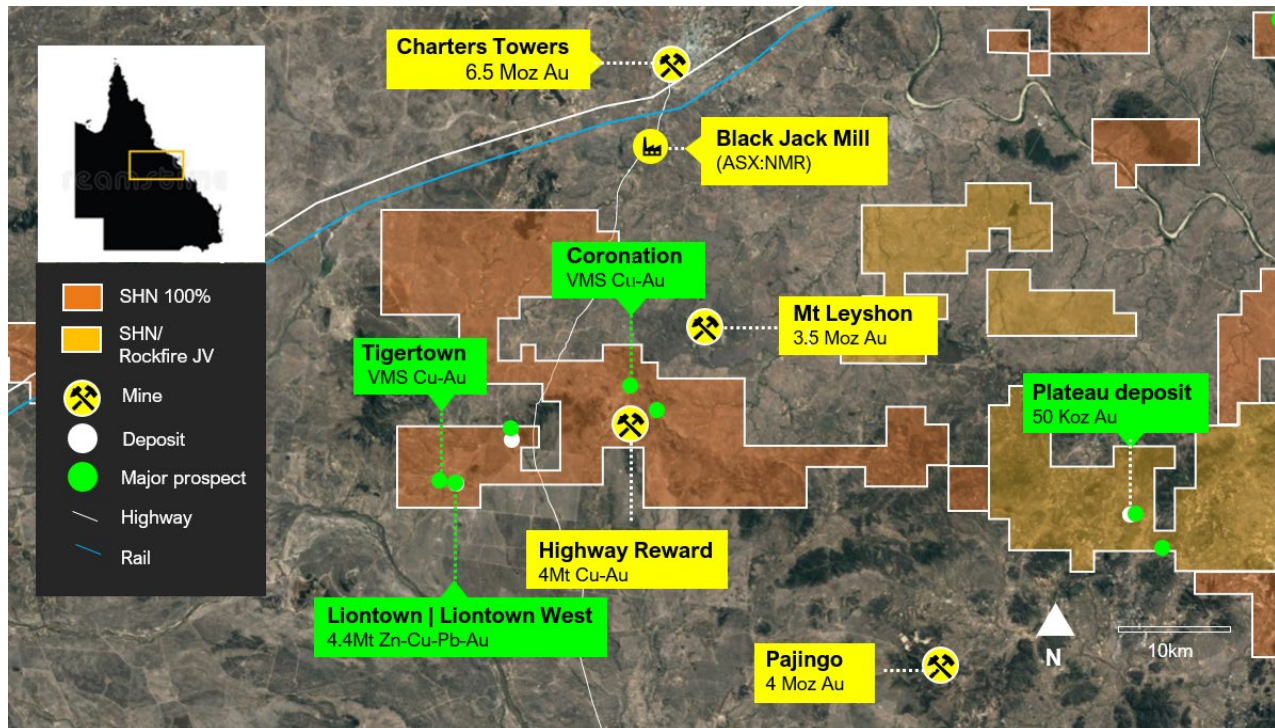 Charters Towers
6.5 Moz Au
Black Jack Mill
(ASX:NMR)
Coronation
VMS Cu-Au
Mt Leyshon
3.5 Moz Au
Tigertown
VMS Cu-Au
Plateau deposit
50 Koz Au
Highway Reward
4Mt Cu-Au
Liontown | Liontown West
4.4Mt Zn-Cu-Pb-Au
Pajingo
4 Moz Au
N
10km
SHN 100%
SHN/
Rockfire JV
Mine
Deposit
Major prospect
Highway
Rail